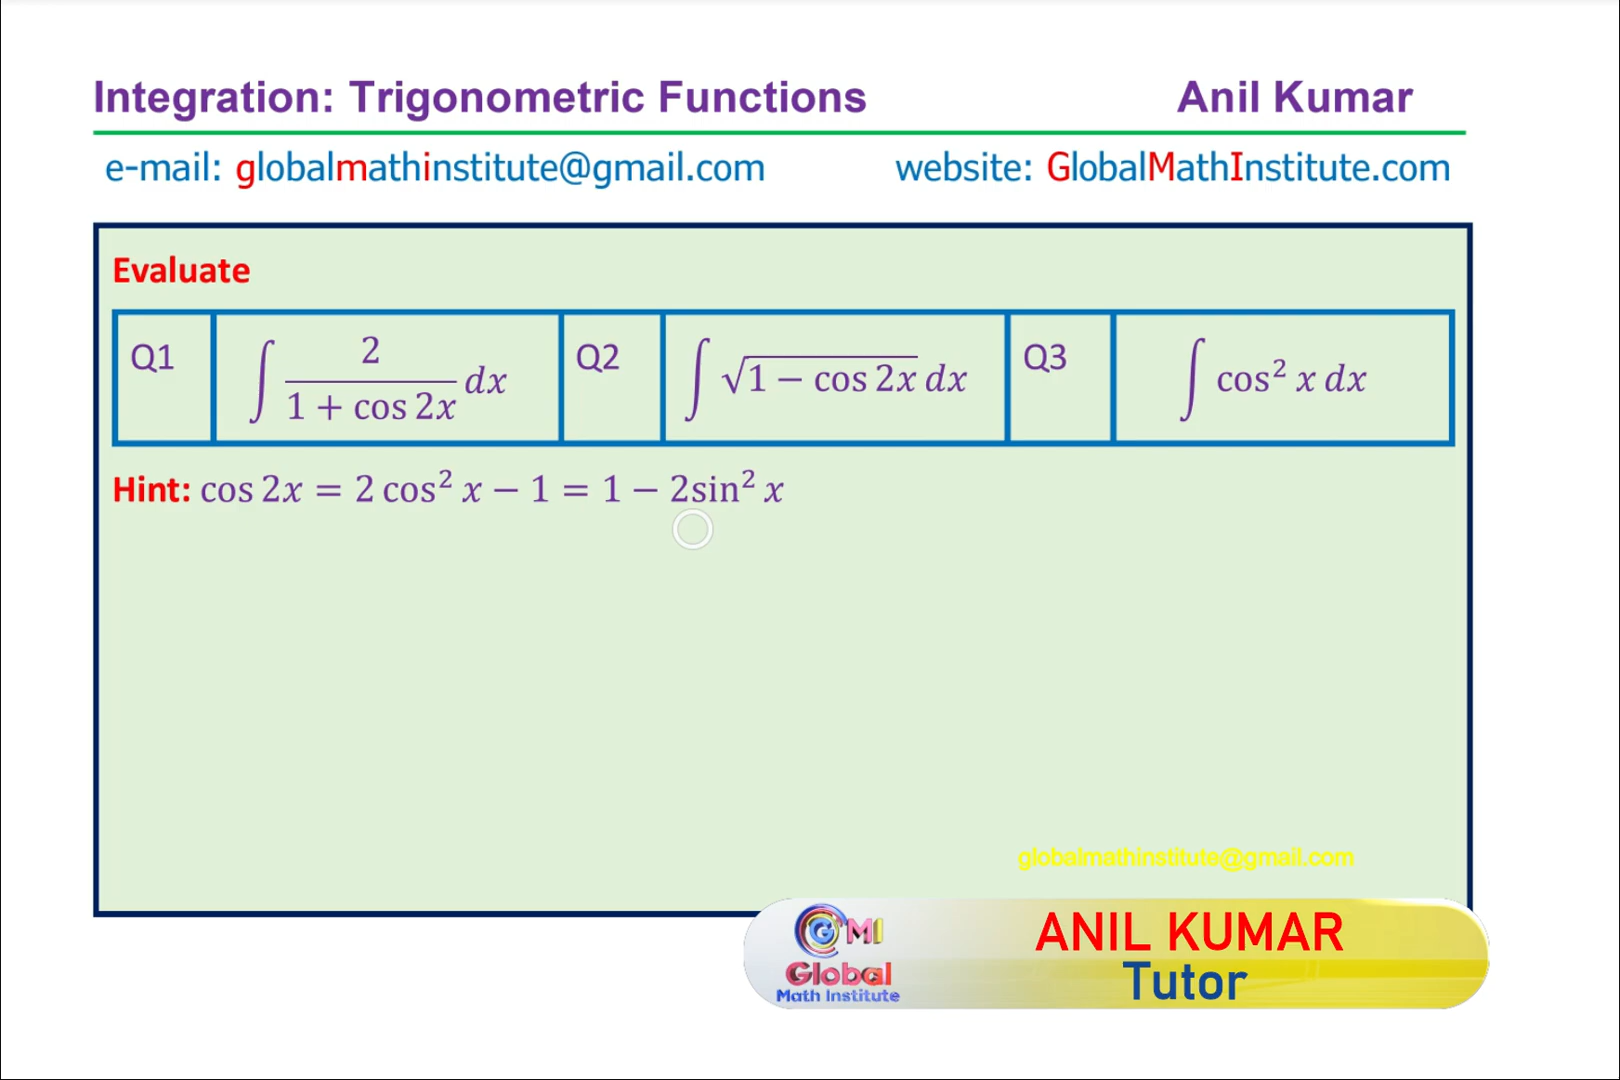 Integration: Trigonometric Functions Anil Kumar
e-mail: globalmathinstitute@gmail.com website: GlobalMathInstitute.com
Evaluate
Q1 ∫ 2/(1 + cos 2x) dx Q2 ∫ √(1 − cos 2x) dx Q3 ∫ cos² x dx
Hint: cos 2x = 2 cos² x − 1 = 1 − 2sin² x
globalmathinstitute@gmail.com
GMI
Global
Math Institute
ANIL KUMAR
Tutor